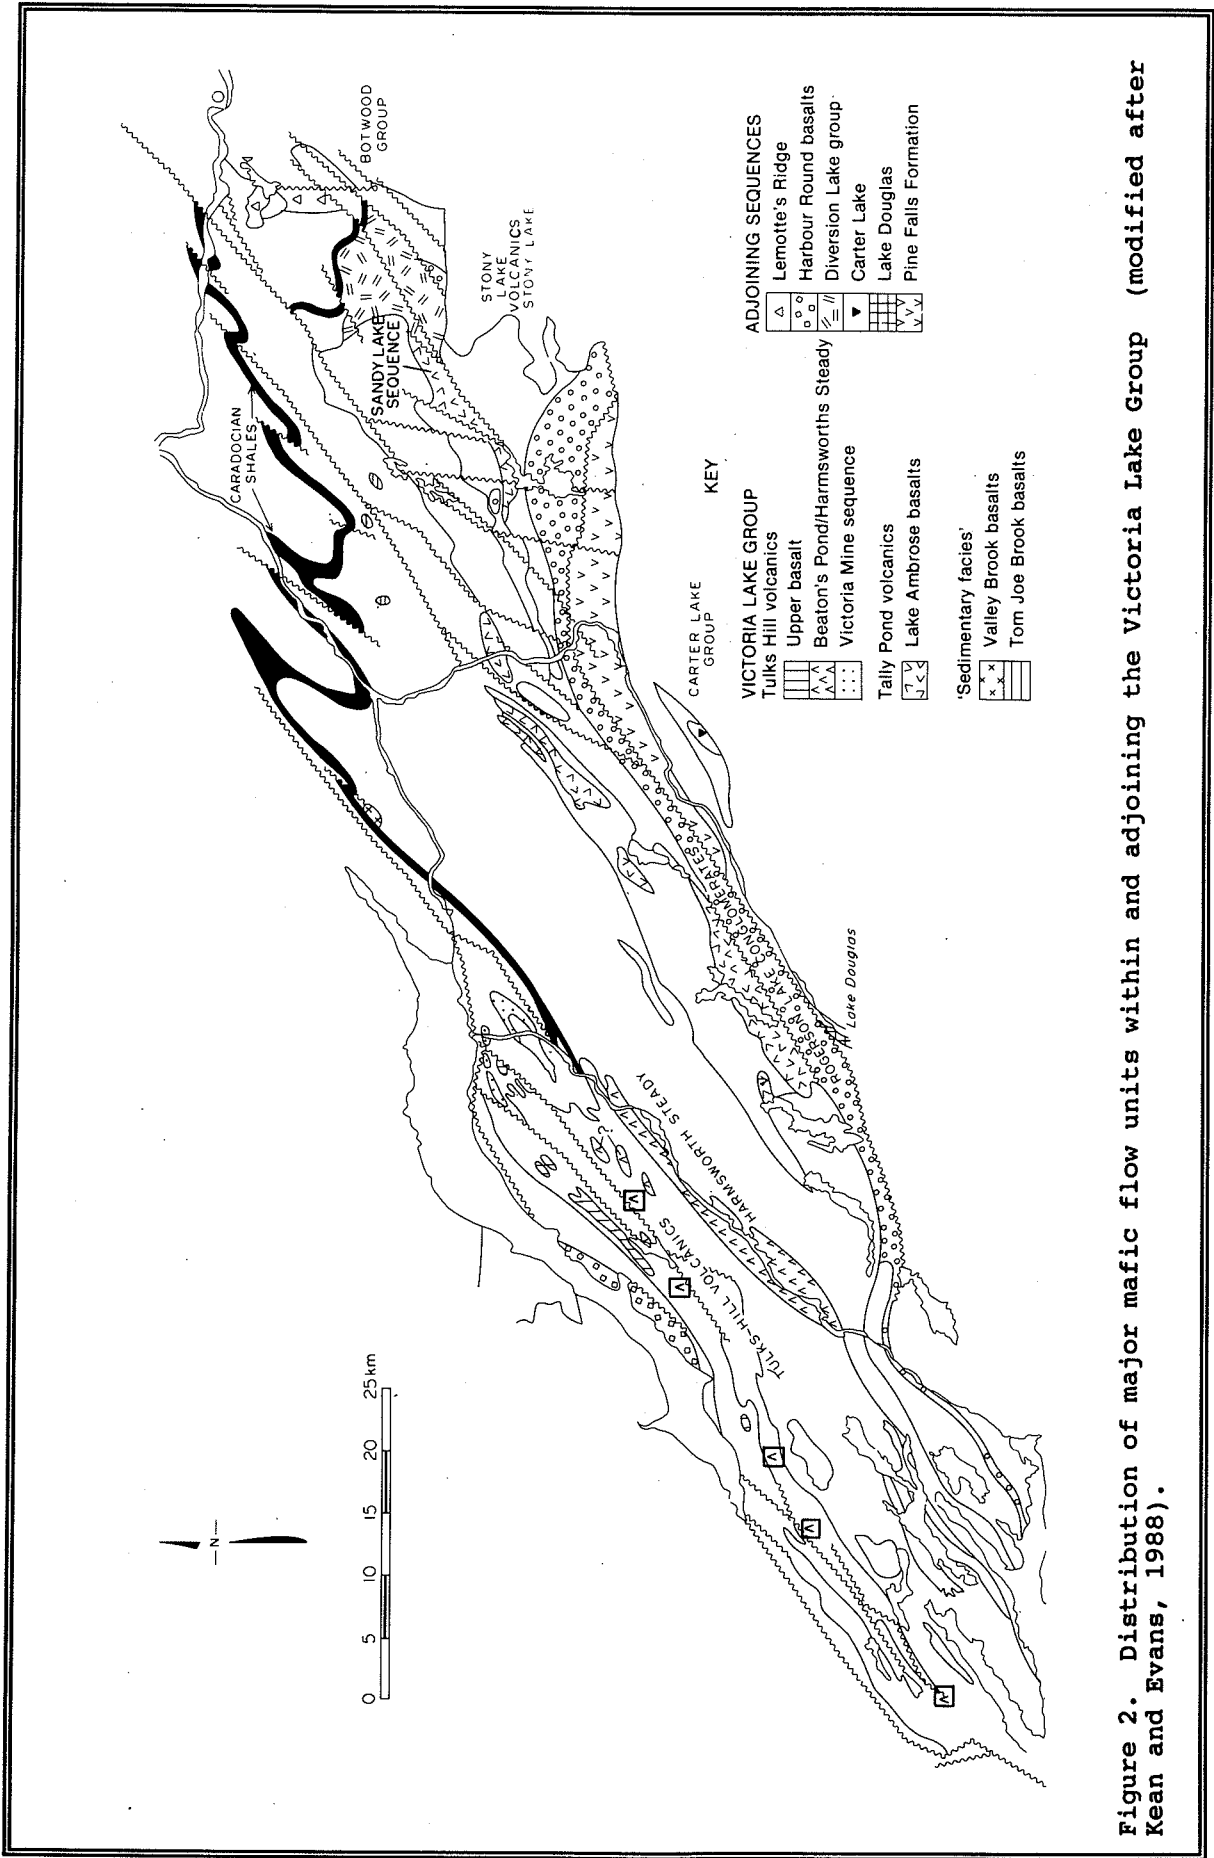 BOTWOOD
GROUP
STONY
LAKE
VOLCANICS
STONY LAKE
SANDY LAKE
SEQUENCE
CARADOCIAN
SHALES
CARTER LAKE
GROUP
ROGERSON LAKE CONGLOMERATES
Lake Douglas
HARMSWORTH STEADY
TULKS-HILL VOLCANICS
?
N
0 5 10 15 20 25km
KEY
VICTORIA LAKE GROUP
Tulks Hill volcanics
Upper basalt
Beaton's Pond/Harmsworths Steady
Victoria Mine sequence
Tally Pond volcanics
Lake Ambrose basalts
'Sedimentary facies'
Valley Brook basalts
Tom Joe Brook basalts
ADJOINING SEQUENCES
Lemotte's Ridge
Harbour Round basalts
Diversion Lake group
Carter Lake
Lake Douglas
Pine Falls Formation
Figure 2. Distribution of major mafic flow units within and adjoining the Victoria Lake Group (modified after
Kean and Evans, 1988).